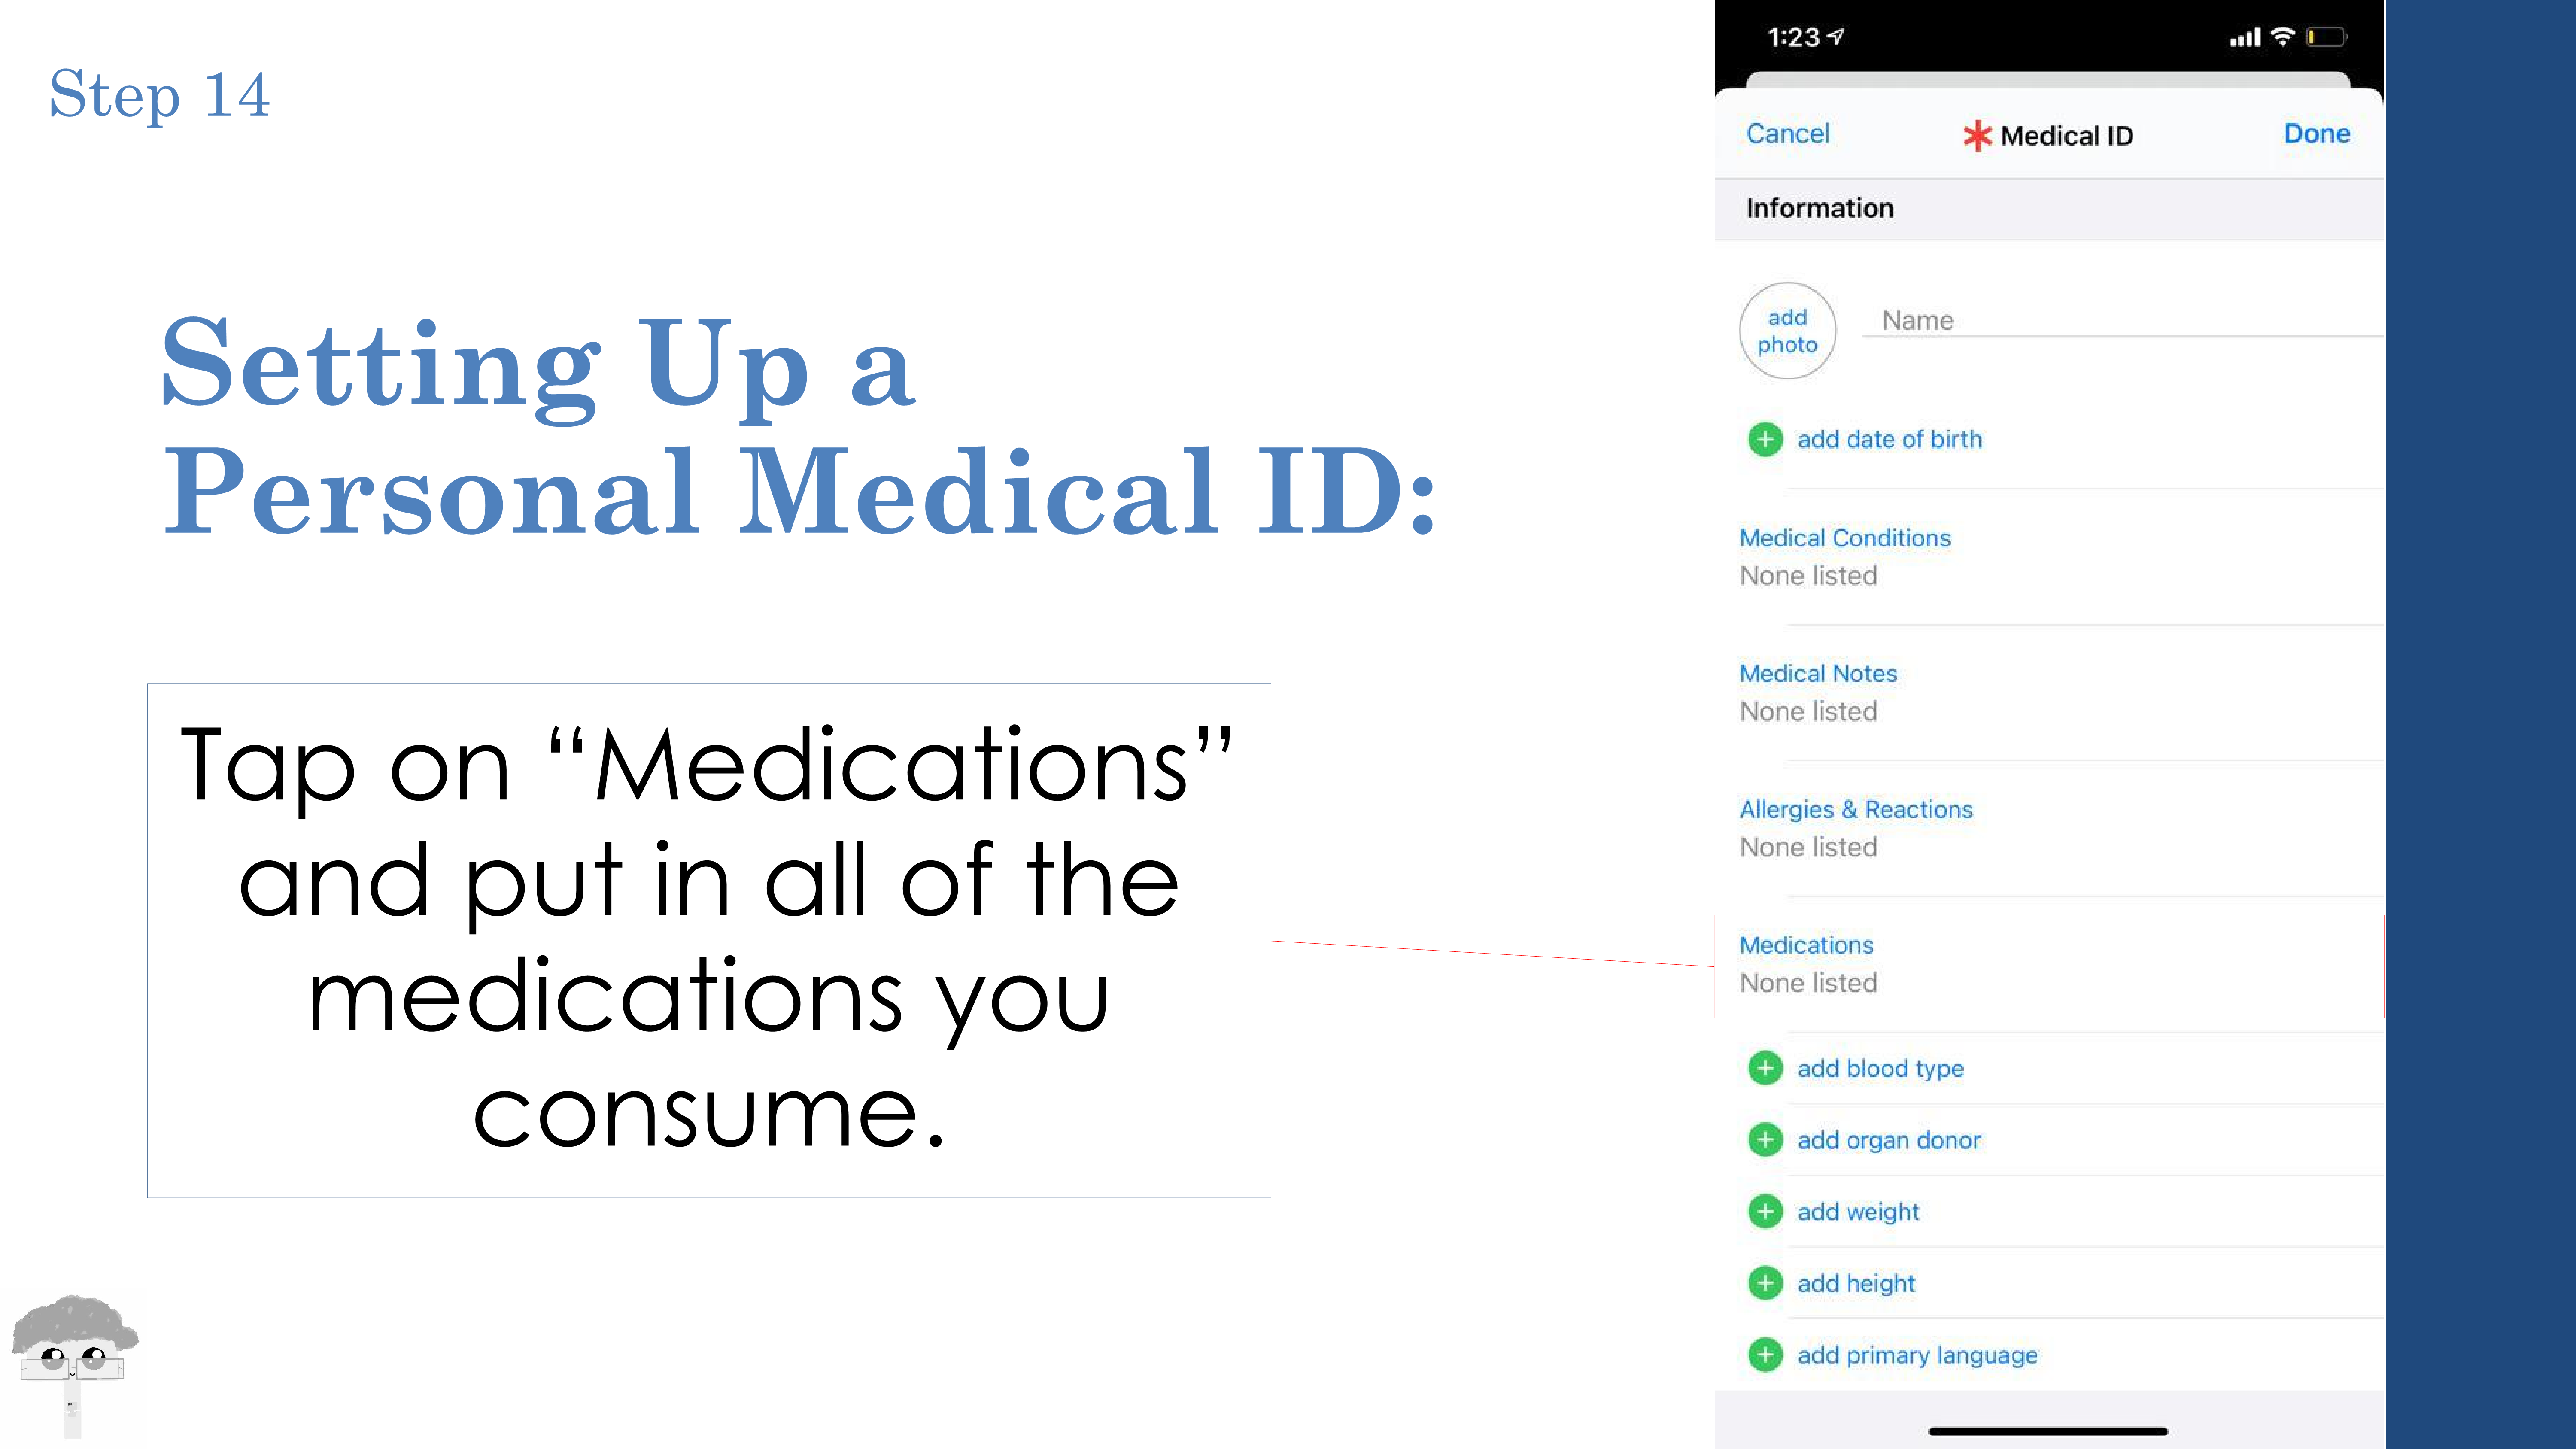 Step 14
Setting Up a
Personal Medical ID:
Tap on “Medications”
and put in all of the
medications you
consume.
1:23
Cancel
Medical ID
Done
Information
add
photo
Name
add date of birth
Medical Conditions
None listed
Medical Notes
None listed
Allergies & Reactions
None listed
Medications
None listed
add blood type
add organ donor
add weight
add height
add primary language